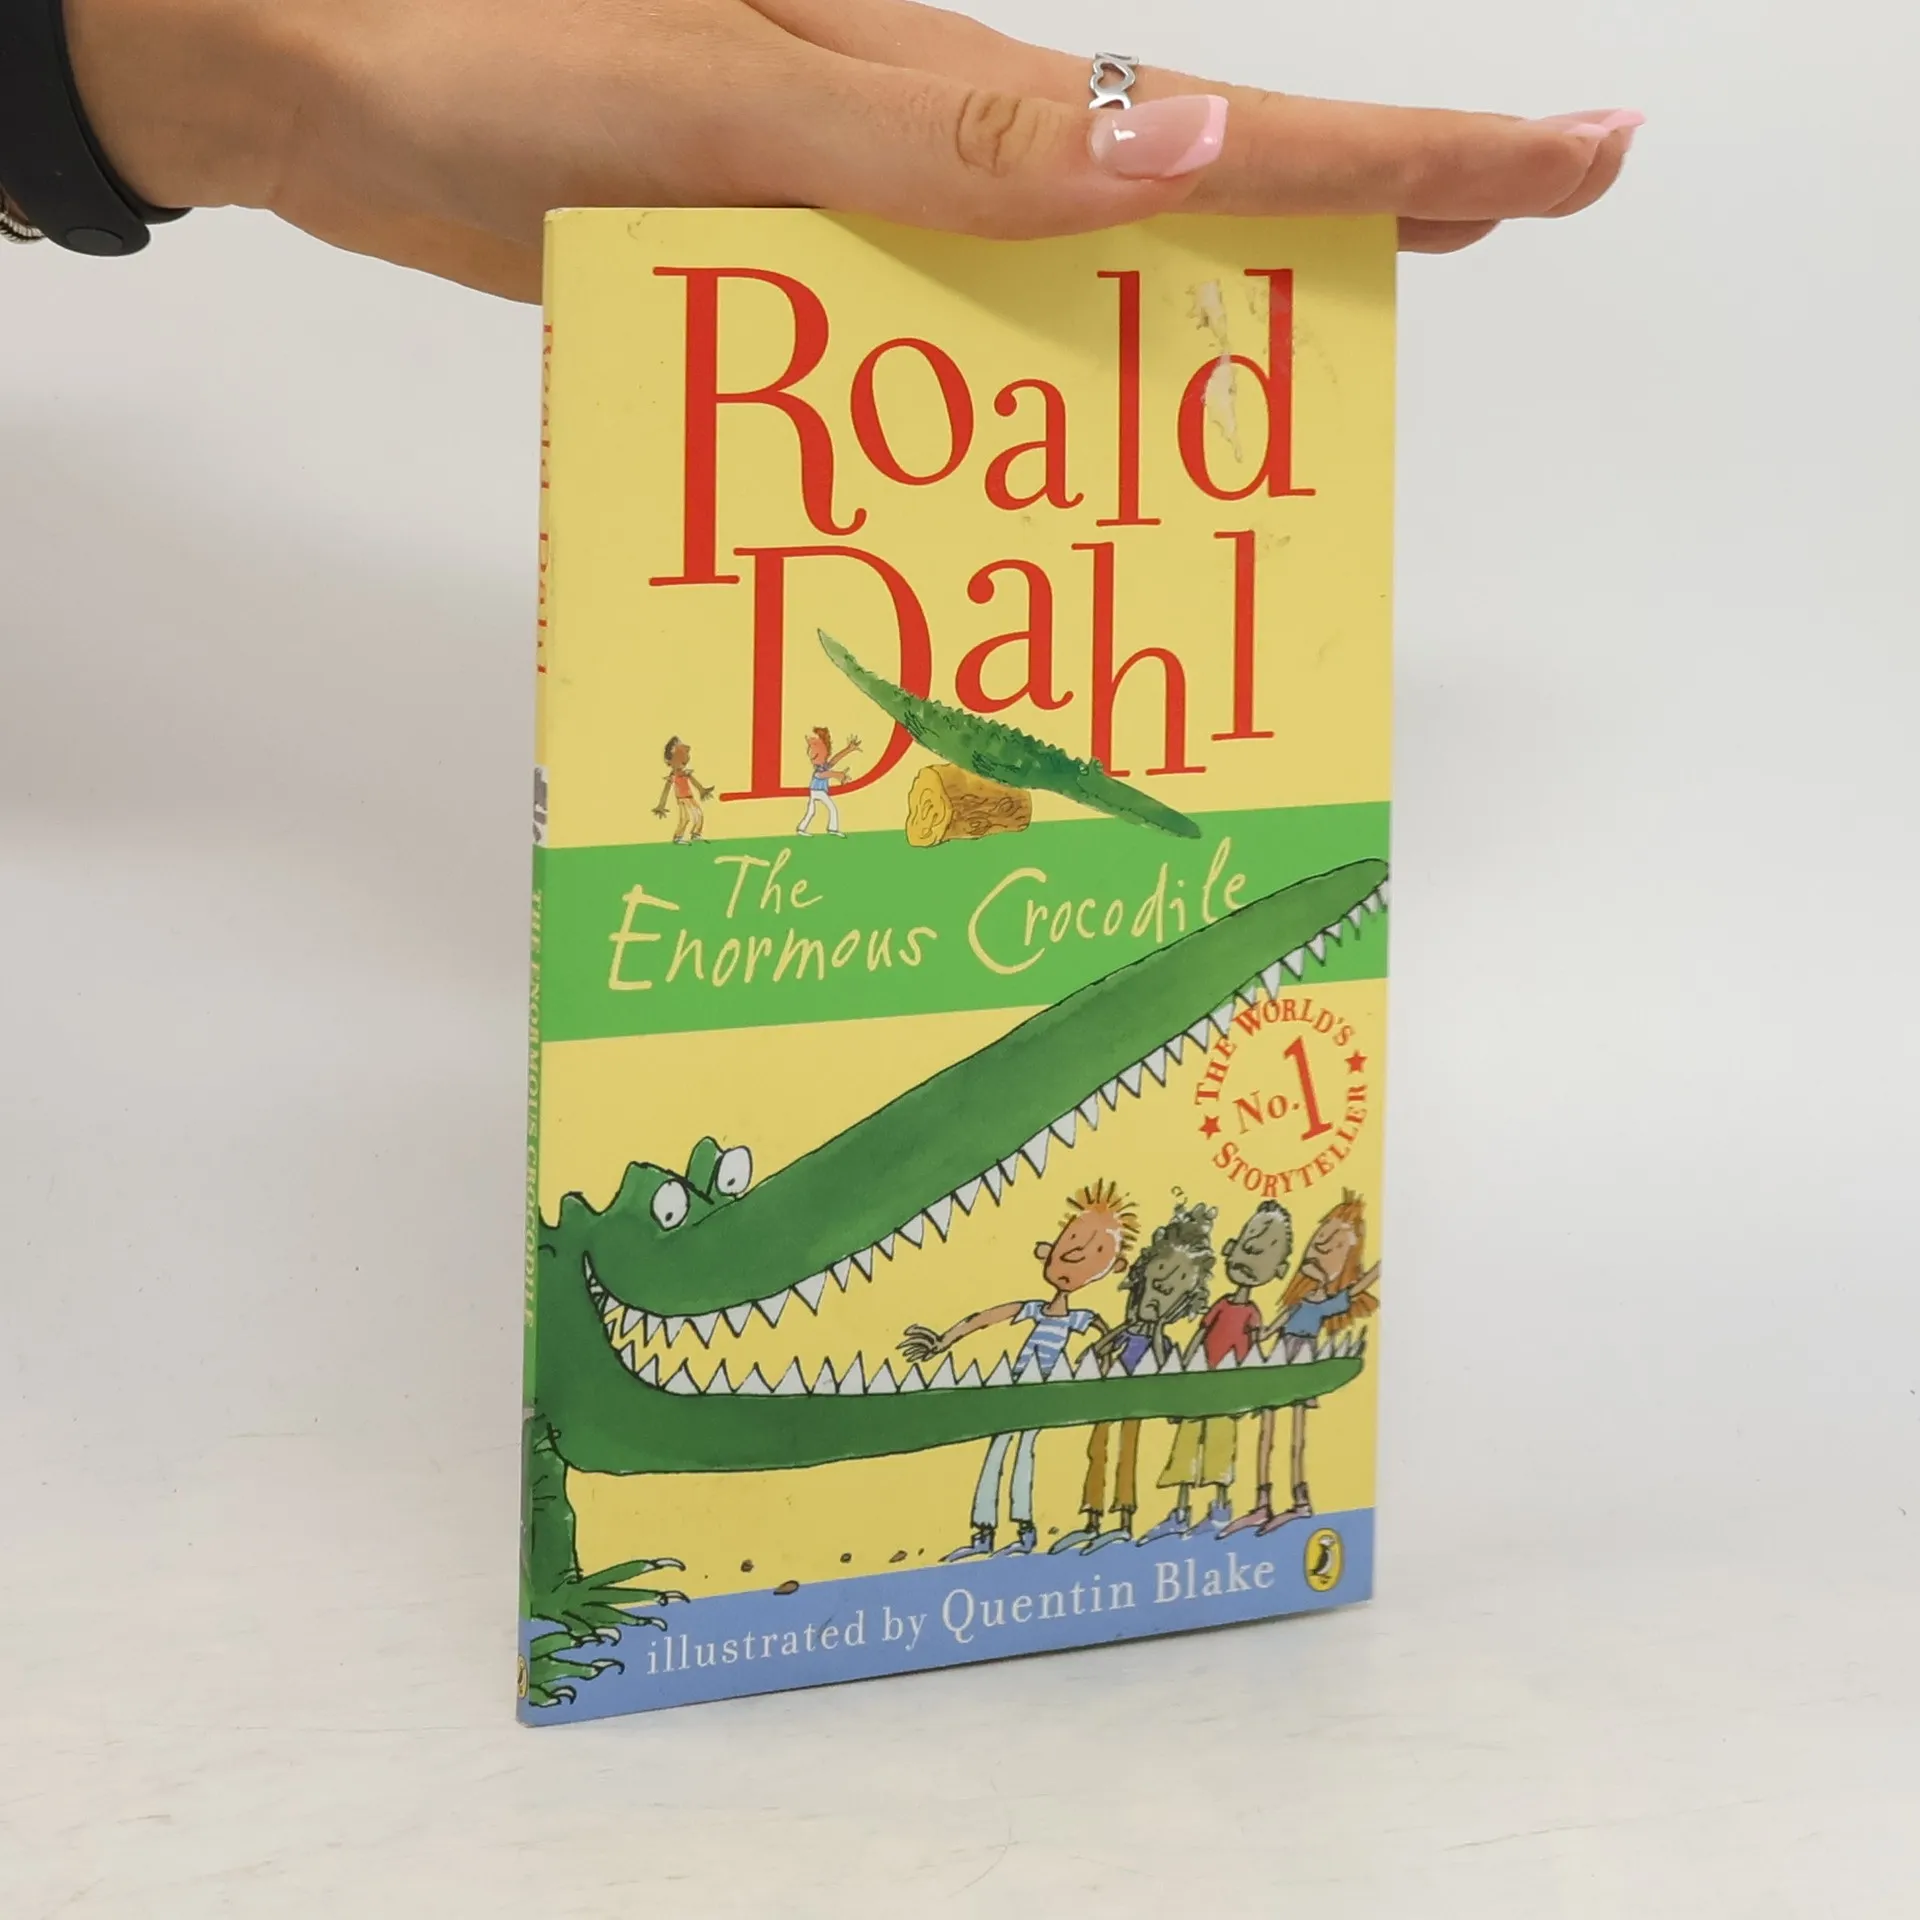 Roald
Dahl
The
Enormous Crocodile
THE WORLD'S
No.1
STORYTELLER
illustrated by Quentin Blake
Roald Dahl
THE ENORMOUS CROCODILE